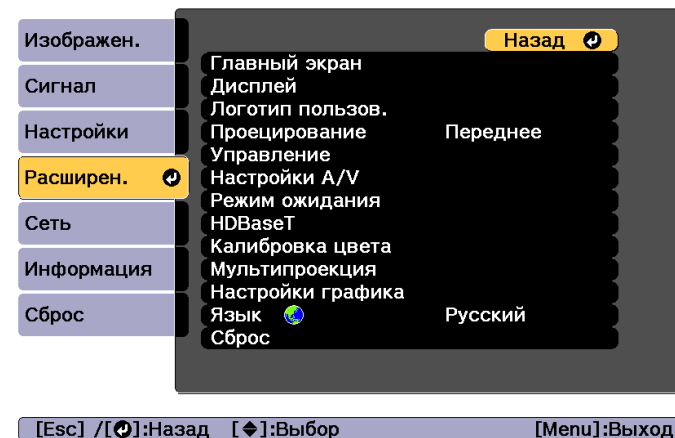 Изображен.
Сигнал
Настройки
Расширен.
Сеть
Информация
Сброс
Назад
Главный экран
Дисплей
Логотип пользов.
Проецирование Переднее
Управление
Настройки A/V
Режим ожидания
HDBaseT
Калибровка цвета
Мультипроекция
Настройки графика
Язык Русский
Сброс
[Esc] /[ ]:Назад [ ]:Выбор [Menu]:Выход